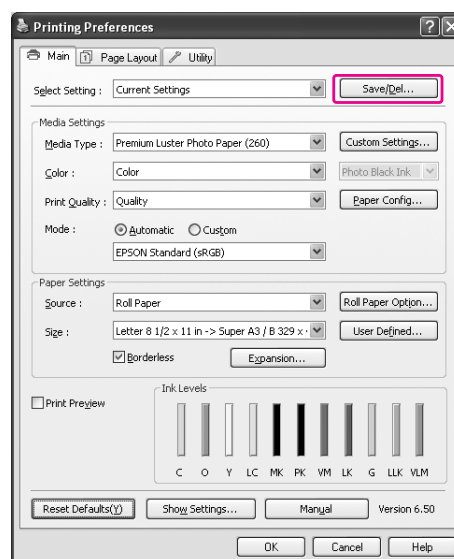 Printing Preferences
Main Page Layout Utility
Select Setting : Current Settings Save/Del...
Media Settings
Media Type : Premium Luster Photo Paper (260) Custom Settings...
Color : Color Photo Black Ink
Print Quality : Quality Paper Config...
Mode : Automatic Custom
EPSON Standard (sRGB)
Paper Settings
Source : Roll Paper Roll Paper Option...
Size : Letter 8 1/2 x 11 in -> Super A3 / B 329 x User Defined...
Borderless Expansion...
Print Preview
Ink Levels
C O Y LC MK PK VM LK G LLK VLM
Reset Defaults(Y) Show Settings... Manual Version 6.50
OK Cancel Help